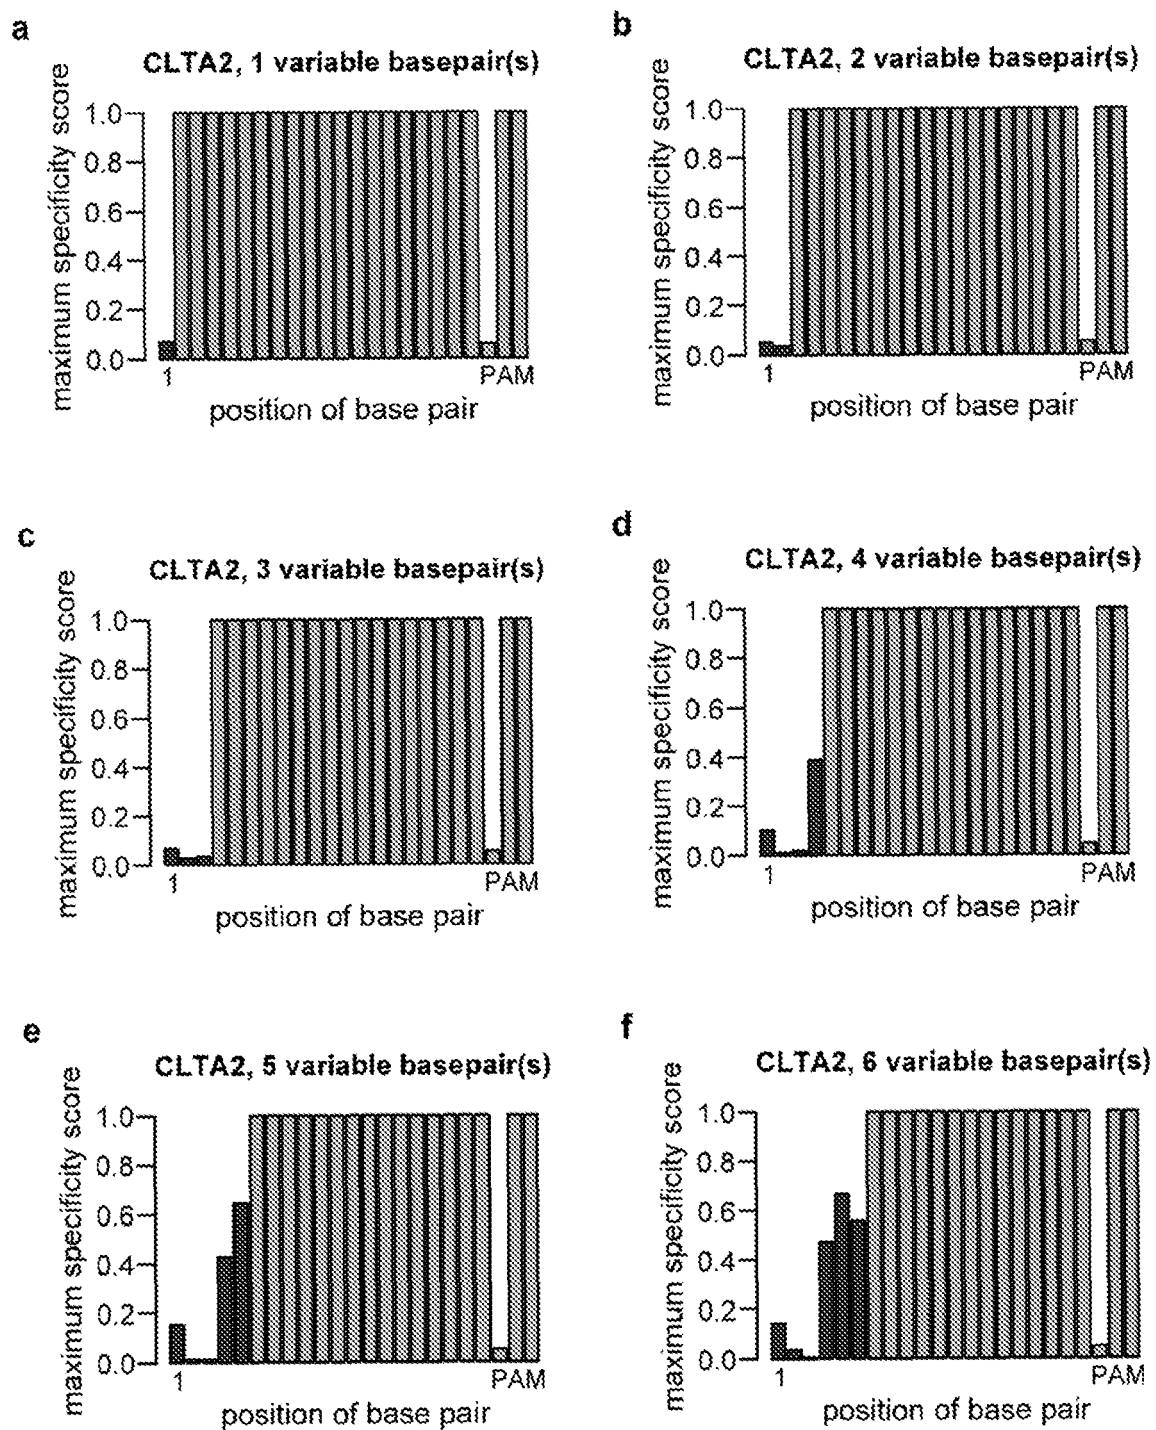 a
CLTA2, 1 variable basepair(s)
maximum specificity score
1.0
0.8
0.6
0.4
0.2
0.0
1
PAM
position of base pair
b
CLTA2, 2 variable basepair(s)
maximum specificity score
1.0
0.8
0.6
0.4
0.2
0.0
1
PAM
position of base pair
c
CLTA2, 3 variable basepair(s)
maximum specificity score
1.0
0.8
0.6
0.4
0.2
0.0
1
PAM
position of base pair
d
CLTA2, 4 variable basepair(s)
maximum specificity score
1.0
0.8
0.6
0.4
0.2
0.0
1
PAM
position of base pair
e
CLTA2, 5 variable basepair(s)
maximum specificity score
1.0
0.8
0.6
0.4
0.2
0.0
1
PAM
position of base pair
f
CLTA2, 6 variable basepair(s)
maximum specificity score
1.0
0.8
0.6
0.4
0.2
0.0
1
PAM
position of base pair